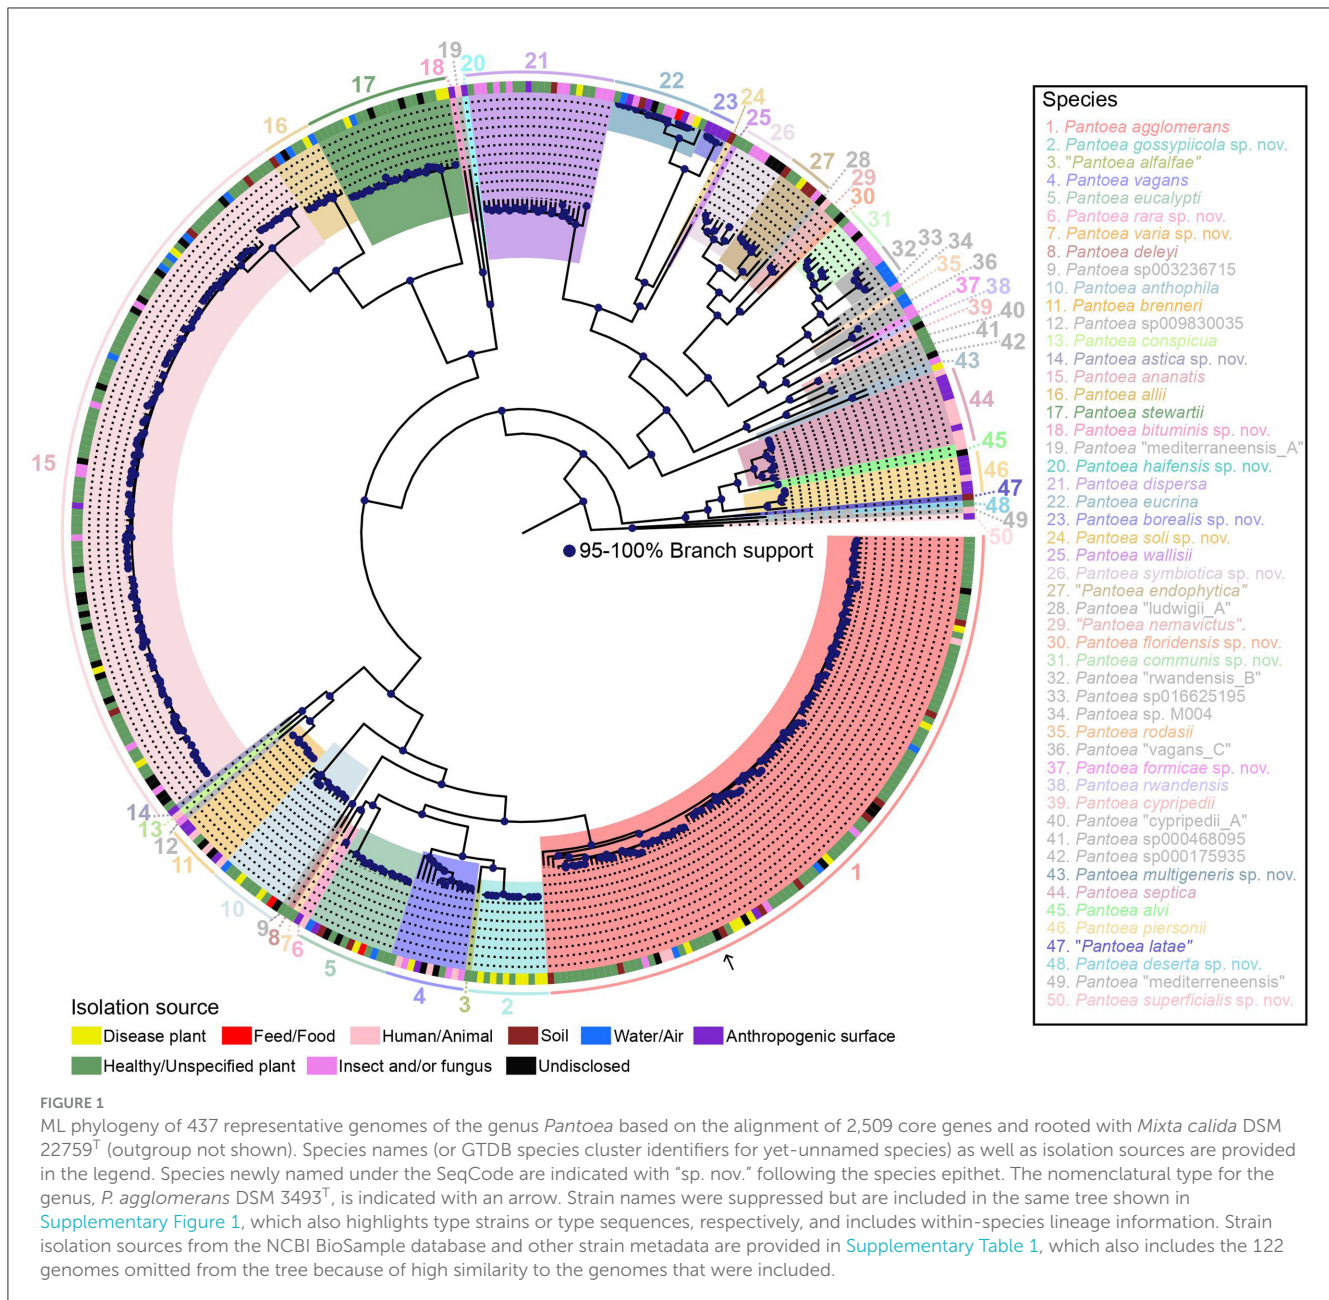 19
21
20
18
17
22
23
24
25
26
16
27
28
29
30
31
32
33
34
35
36
37
38
39
40
41
42
43
44
45
46
47
48
49
50
15
95-100% Branch support
14
13
12
11
10
9
8
7
6
5
4
3
2
1
Species
1. Pantoea agglomerans
2. Pantoea gossypiicola sp. nov.
3. "Pantoea alfalfae"
4. Pantoea vagans
5. Pantoea eucalypti
6. Pantoea rara sp. nov.
7. Pantoea varia sp. nov.
8. Pantoea deleyi
9. Pantoea sp003236715
10. Pantoea anthophila
11. Pantoea brenneri
12. Pantoea sp009830035
13. Pantoea conspicua
14. Pantoea astica sp. nov.
15. Pantoea ananatis
16. Pantoea allii
17. Pantoea stewartii
18. Pantoea bituminis sp. nov.
19. Pantoea "mediterraneensis_A"
20. Pantoea haifensis sp. nov.
21. Pantoea dispersa
22. Pantoea eucrina
23. Pantoea borealis sp. nov.
24. Pantoea soli sp. nov.
25. Pantoea wallisii
26. Pantoea symbiotica sp. nov.
27. "Pantoea endophytica"
28. Pantoea "ludwigii_A"
29. "Pantoea nemavictus".
30. Pantoea floridensis sp. nov.
31. Pantoea communis sp. nov.
32. Pantoea "rwandensis_B"
33. Pantoea sp016625195
34. Pantoea sp. M004
35. Pantoea rodasii
36. Pantoea "vagans_C"
37. Pantoea formicae sp. nov.
38. Pantoea rwandensis
39. Pantoea cypripedii
40. Pantoea "cypripedii_A"
41. Pantoea sp000468095
42. Pantoea sp000175935
43. Pantoea multigeneris sp. nov.
44. Pantoea septica
45. Pantoea alvi
46. Pantoea piersonii
47. "Pantoea latae"
48. Pantoea deserta sp. nov.
49. Pantoea "mediterreneensis"
50. Pantoea superficialis sp. nov.
Isolation source
Disease plant Feed/Food Human/Animal Soil Water/Air Anthropogenic surface
Healthy/Unspecified plant Insect and/or fungus Undisclosed
FIGURE 1
ML phylogeny of 437 representative genomes of the genus Pantoea based on the alignment of 2,509 core genes and rooted with Mixta calida DSM
22759T (outgroup not shown). Species names (or GTDB species cluster identifiers for yet-unnamed species) as well as isolation sources are provided
in the legend. Species newly named under the SeqCode are indicated with “sp. nov.” following the species epithet. The nomenclatural type for the
genus, P. agglomerans DSM 3493T, is indicated with an arrow. Strain names were suppressed but are included in the same tree shown in
Supplementary Figure 1, which also highlights type strains or type sequences, respectively, and includes within-species lineage information. Strain
isolation sources from the NCBI BioSample database and other strain metadata are provided in Supplementary Table 1, which also includes the 122
genomes omitted from the tree because of high similarity to the genomes that were included.